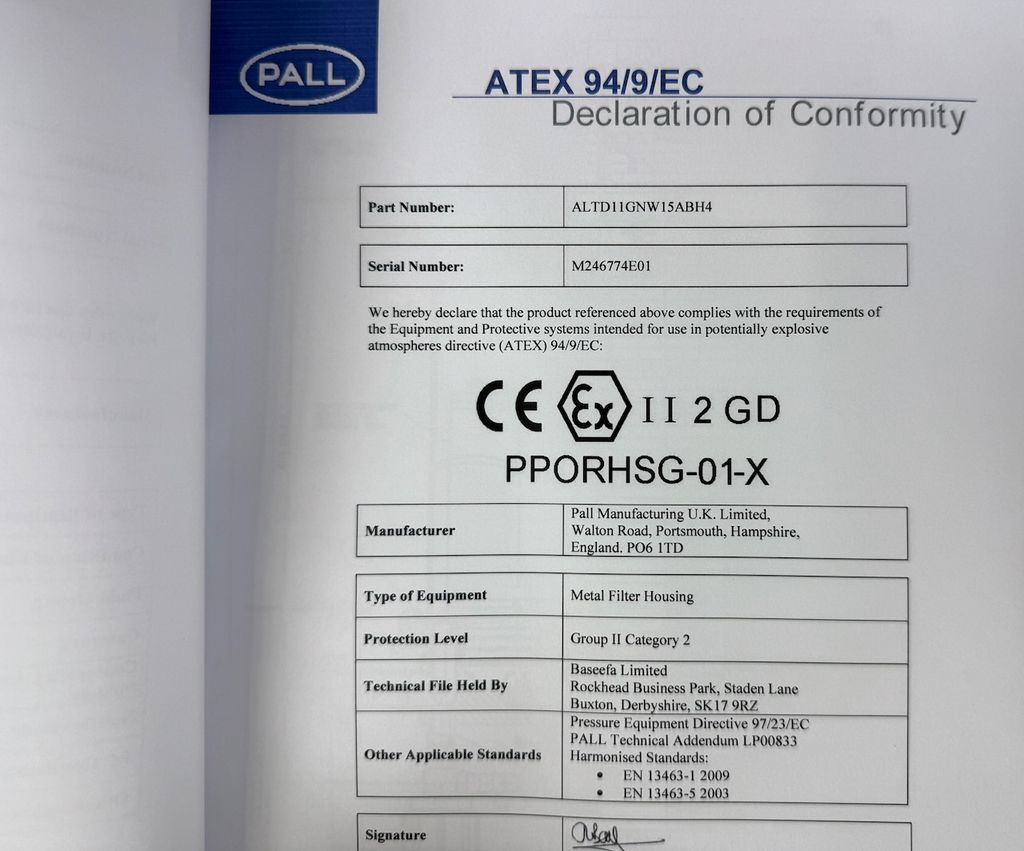 PALL
ATEX 94/9/EC
Declaration of Conformity
Part Number: ALTD11GNW15ABH4
Serial Number: M246774E01
We hereby declare that the product referenced above complies with the requirements of
the Equipment and Protective systems intended for use in potentially explosive
atmospheres directive (ATEX) 94/9/EC:
CE Ex II 2 GD
PPORHSG-01-X
Manufacturer
Pall Manufacturing U.K. Limited,
Walton Road, Portsmouth, Hampshire,
England. PO6 1TD
Type of Equipment Metal Filter Housing
Protection Level Group II Category 2
Technical File Held By
Baseefa Limited
Rockhead Business Park, Staden Lane
Buxton, Derbyshire, SK17 9RZ
Other Applicable Standards
Pressure Equipment Directive 97/23/EC
PALL Technical Addendum LP00833
Harmonised Standards:
• EN 13463-1 2009
• EN 13463-5 2003
Signature